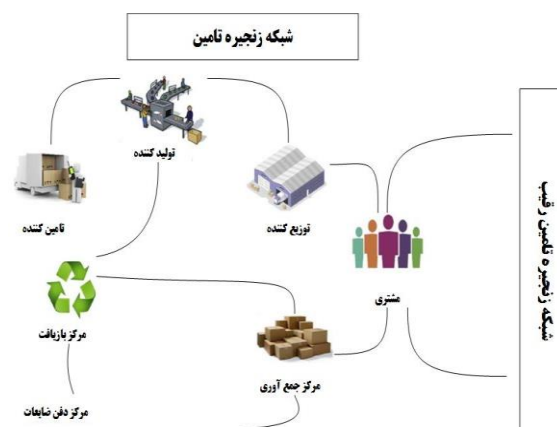 شبکه زنجیره تامین
تولید کننده
تامین کننده
توزیع کننده
شبکه زنجیره تامین رقیب
مشتری
مرکز بازیافت
مرکز جمع آوری
مرکز دفن ضایعات